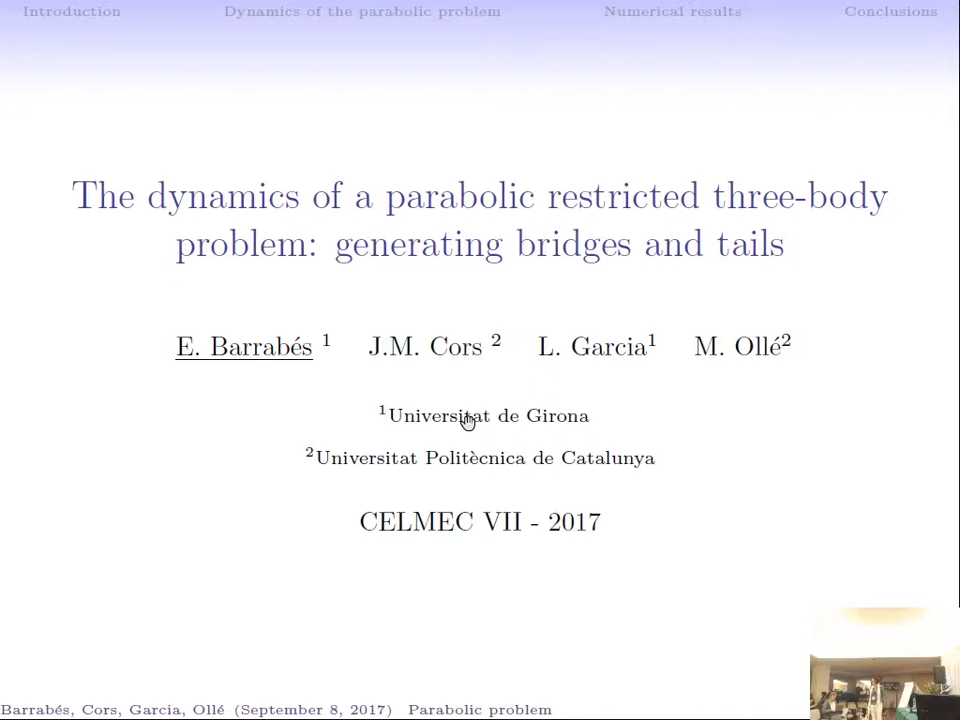 Introduction Dynamics of the parabolic problem Numerical results Conclusions
The dynamics of a parabolic restricted three-body
problem: generating bridges and tails
E. Barrabés ¹ J.M. Cors ² L. Garcia¹ M. Ollé²
¹Universitat de Girona
²Universitat Politècnica de Catalunya
CELMEC VII - 2017
Barrabés, Cors, Garcia, Ollé (September 8, 2017) Parabolic problem